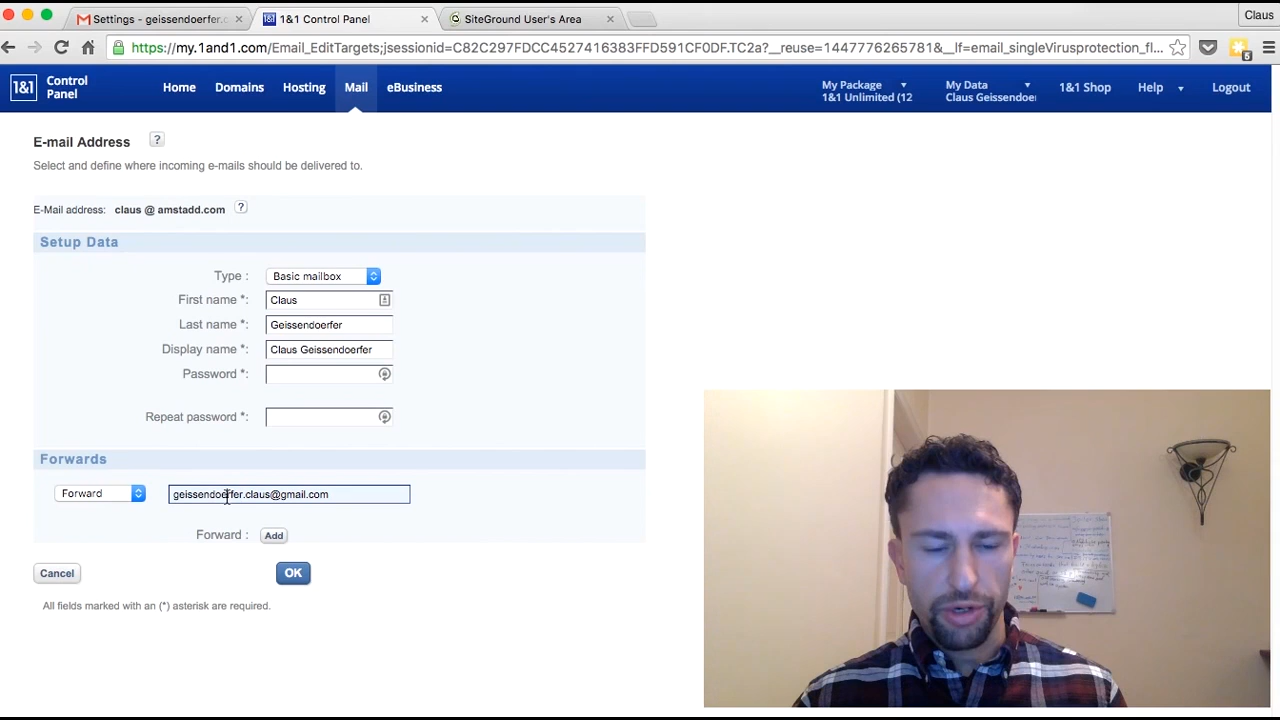 Settings - geissendoerfer.c
1&1 Control Panel
SiteGround User's Area
Claus
https://my.1and1.com/Email_EditTargets;jsessionid=C82C297FDCC4527416383FFD591CF0DF.TC2a?__reuse=1447776265781&__lf=email_singleVirusprotection_fl...
5
1&1
Control Panel
Home
Domains
Hosting
Mail
eBusiness
My Package
1&1 Unlimited (12
My Data
Claus Geissendoer
1&1 Shop
Help
Logout
E-mail Address ?
Select and define where incoming e-mails should be delivered to.
E-Mail address: claus @ amstadd.com ?
Setup Data
Type : Basic mailbox
First name *: Claus
Last name *: Geissendoerfer
Display name *: Claus Geissendoerfer
Password *:
Repeat password *:
Forwards
Forward geissendoerfer.claus@gmail.com
Forward : Add
Cancel OK
All fields marked with an (*) asterisk are required.